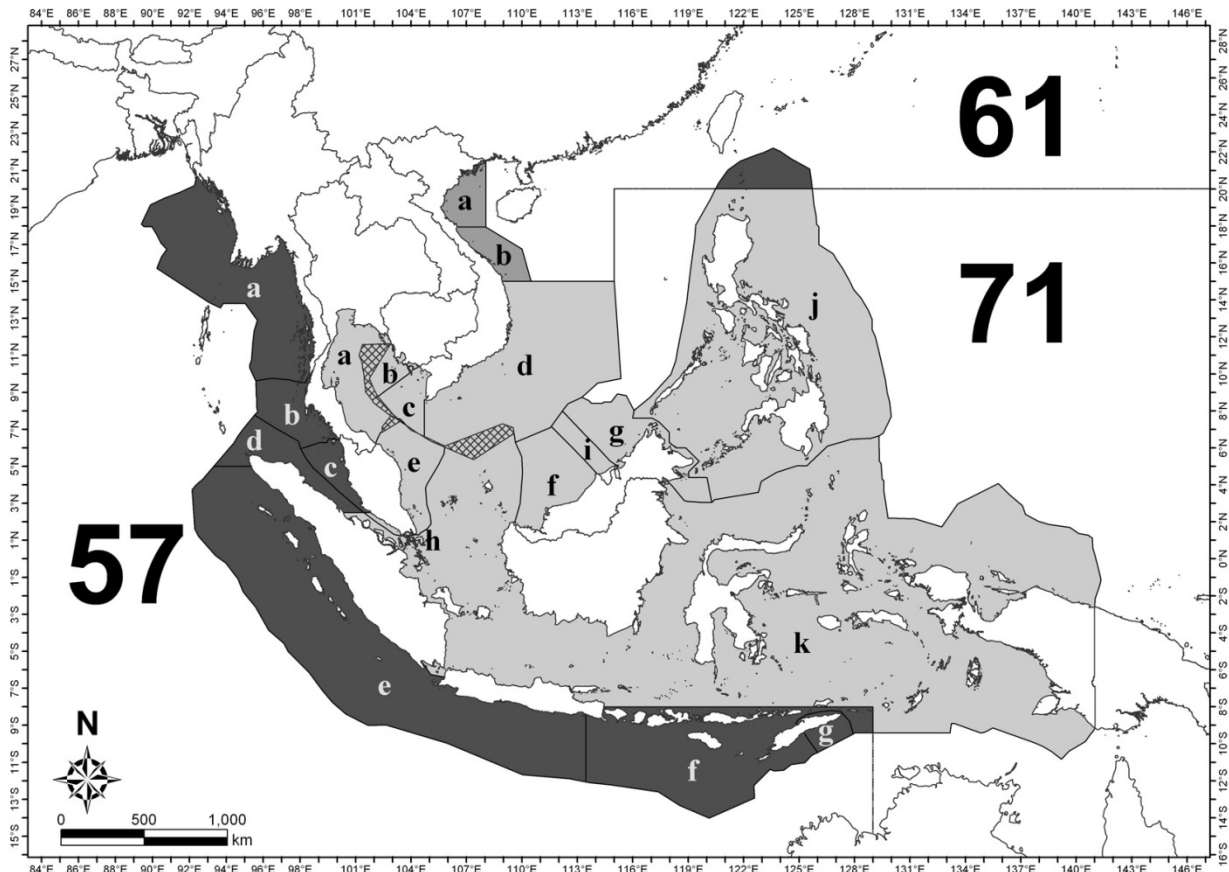 84°E 86°E 88°E 90°E 92°E 94°E 96°E 98°E 101°E 104°E 107°E 110°E 113°E 116°E 119°E 122°E 125°E 128°E 131°E 134°E 137°E 140°E 143°E 146°E
27°N
25°N
23°N
21°N
19°N
17°N
15°N
13°N
11°N
9°N
7°N
5°N
3°N
1°N
1°S
3°S
5°S
7°S
9°S
11°S
13°S
15°S
28°N
26°N
24°N
22°N
20°N
18°N
16°N
14°N
12°N
10°N
8°N
6°N
4°N
2°N
0°N
2°S
4°S
6°S
8°S
10°S
12°S
14°S
16°S
61
71
57
a
b
a
b
c
d
e
f
g
a
b
c
d
e
f
g
h
i
j
k
N
0 500 1,000
km
84°E 86°E 88°E 90°E 92°E 94°E 96°E 98°E 101°E 104°E 107°E 110°E 113°E 116°E 119°E 122°E 125°E 128°E 131°E 134°E 137°E 140°E 143°E 146°E